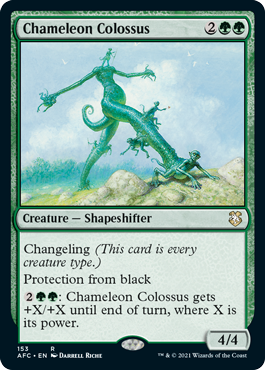 Chameleon Colossus 2
Creature — Shapeshifter
Changeling (This card is every
creature type.)
Protection from black
2: Chameleon Colossus gets
+X/+X until end of turn, where X is
its power.
4/4
153 R
AFC • EN Darrell Riche ™ & © 2021 Wizards of the Coast